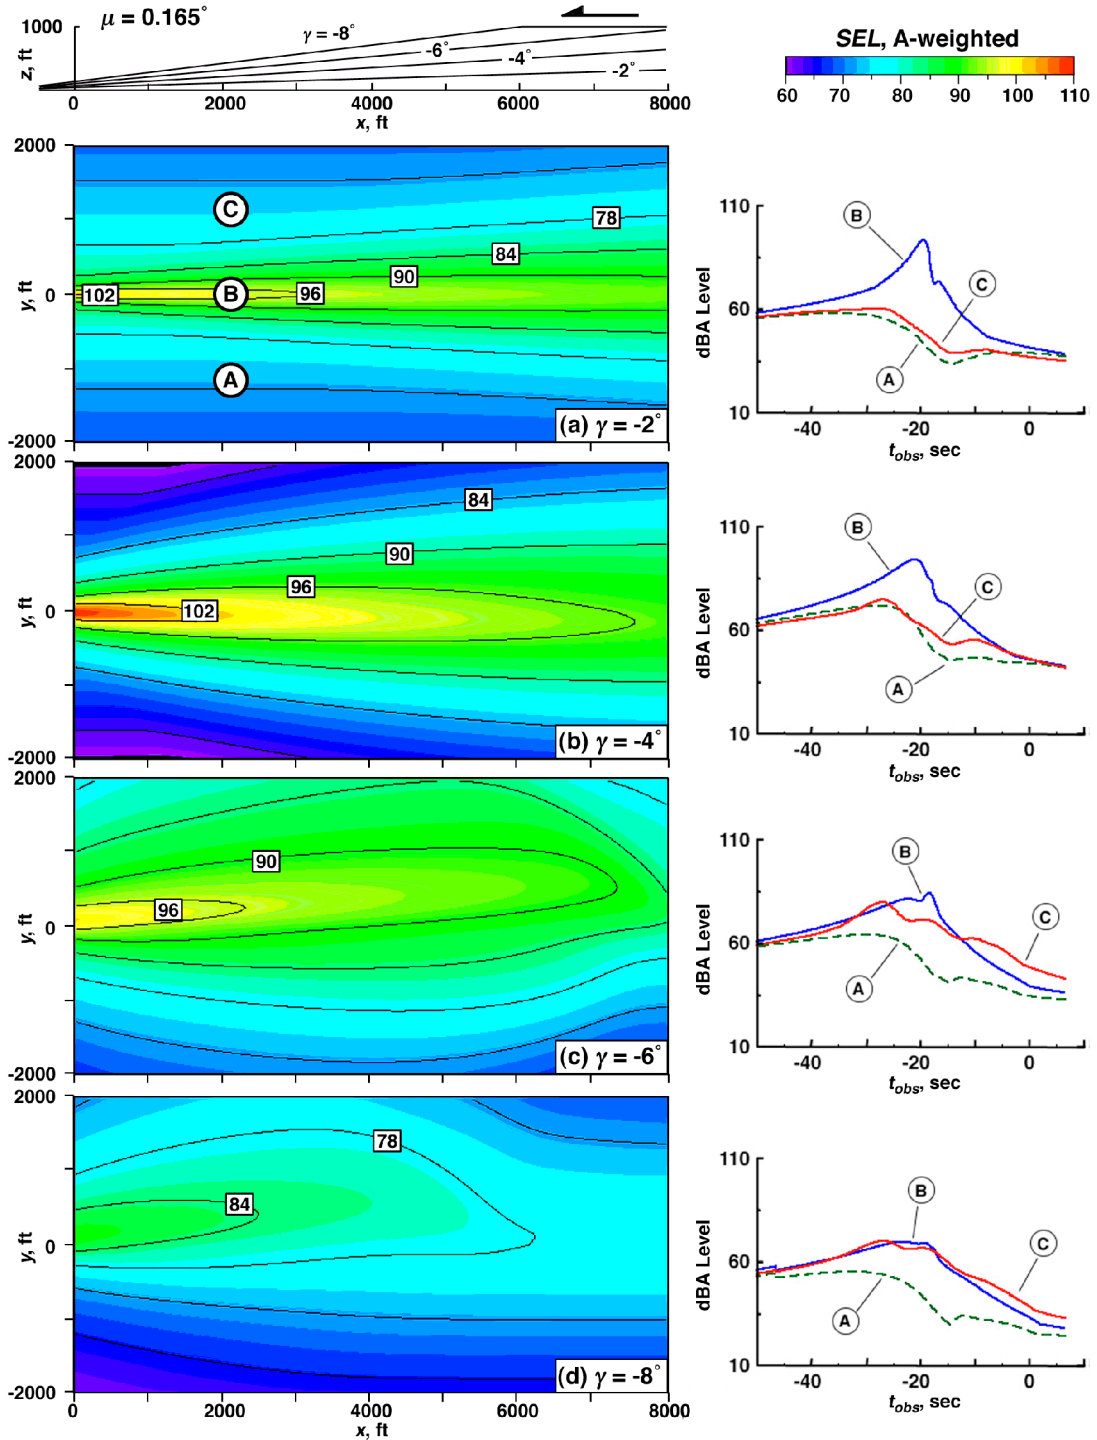 μ = 0.165°
z, ft
1000
0
2000
4000
6000
8000
x, ft
γ = -8°
-6°
-4°
-2°
SEL, A-weighted
60
70
80
90
100
110
2000
0
-2000
y, ft
C
B
A
78
84
90
96
102
(a) γ = -2°
110
60
10
dBA Level
B
C
A
-40
-20
0
t_obs, sec
2000
0
-2000
y, ft
84
90
96
102
(b) γ = -4°
110
60
10
dBA Level
B
C
A
-40
-20
0
t_obs, sec
2000
0
-2000
y, ft
90
96
(c) γ = -6°
110
60
10
dBA Level
B
C
A
-40
-20
0
t_obs, sec
2000
0
-2000
y, ft
78
84
(d) γ = -8°
0
2000
4000
6000
8000
x, ft
110
60
10
dBA Level
B
C
A
-40
-20
0
t_obs, sec